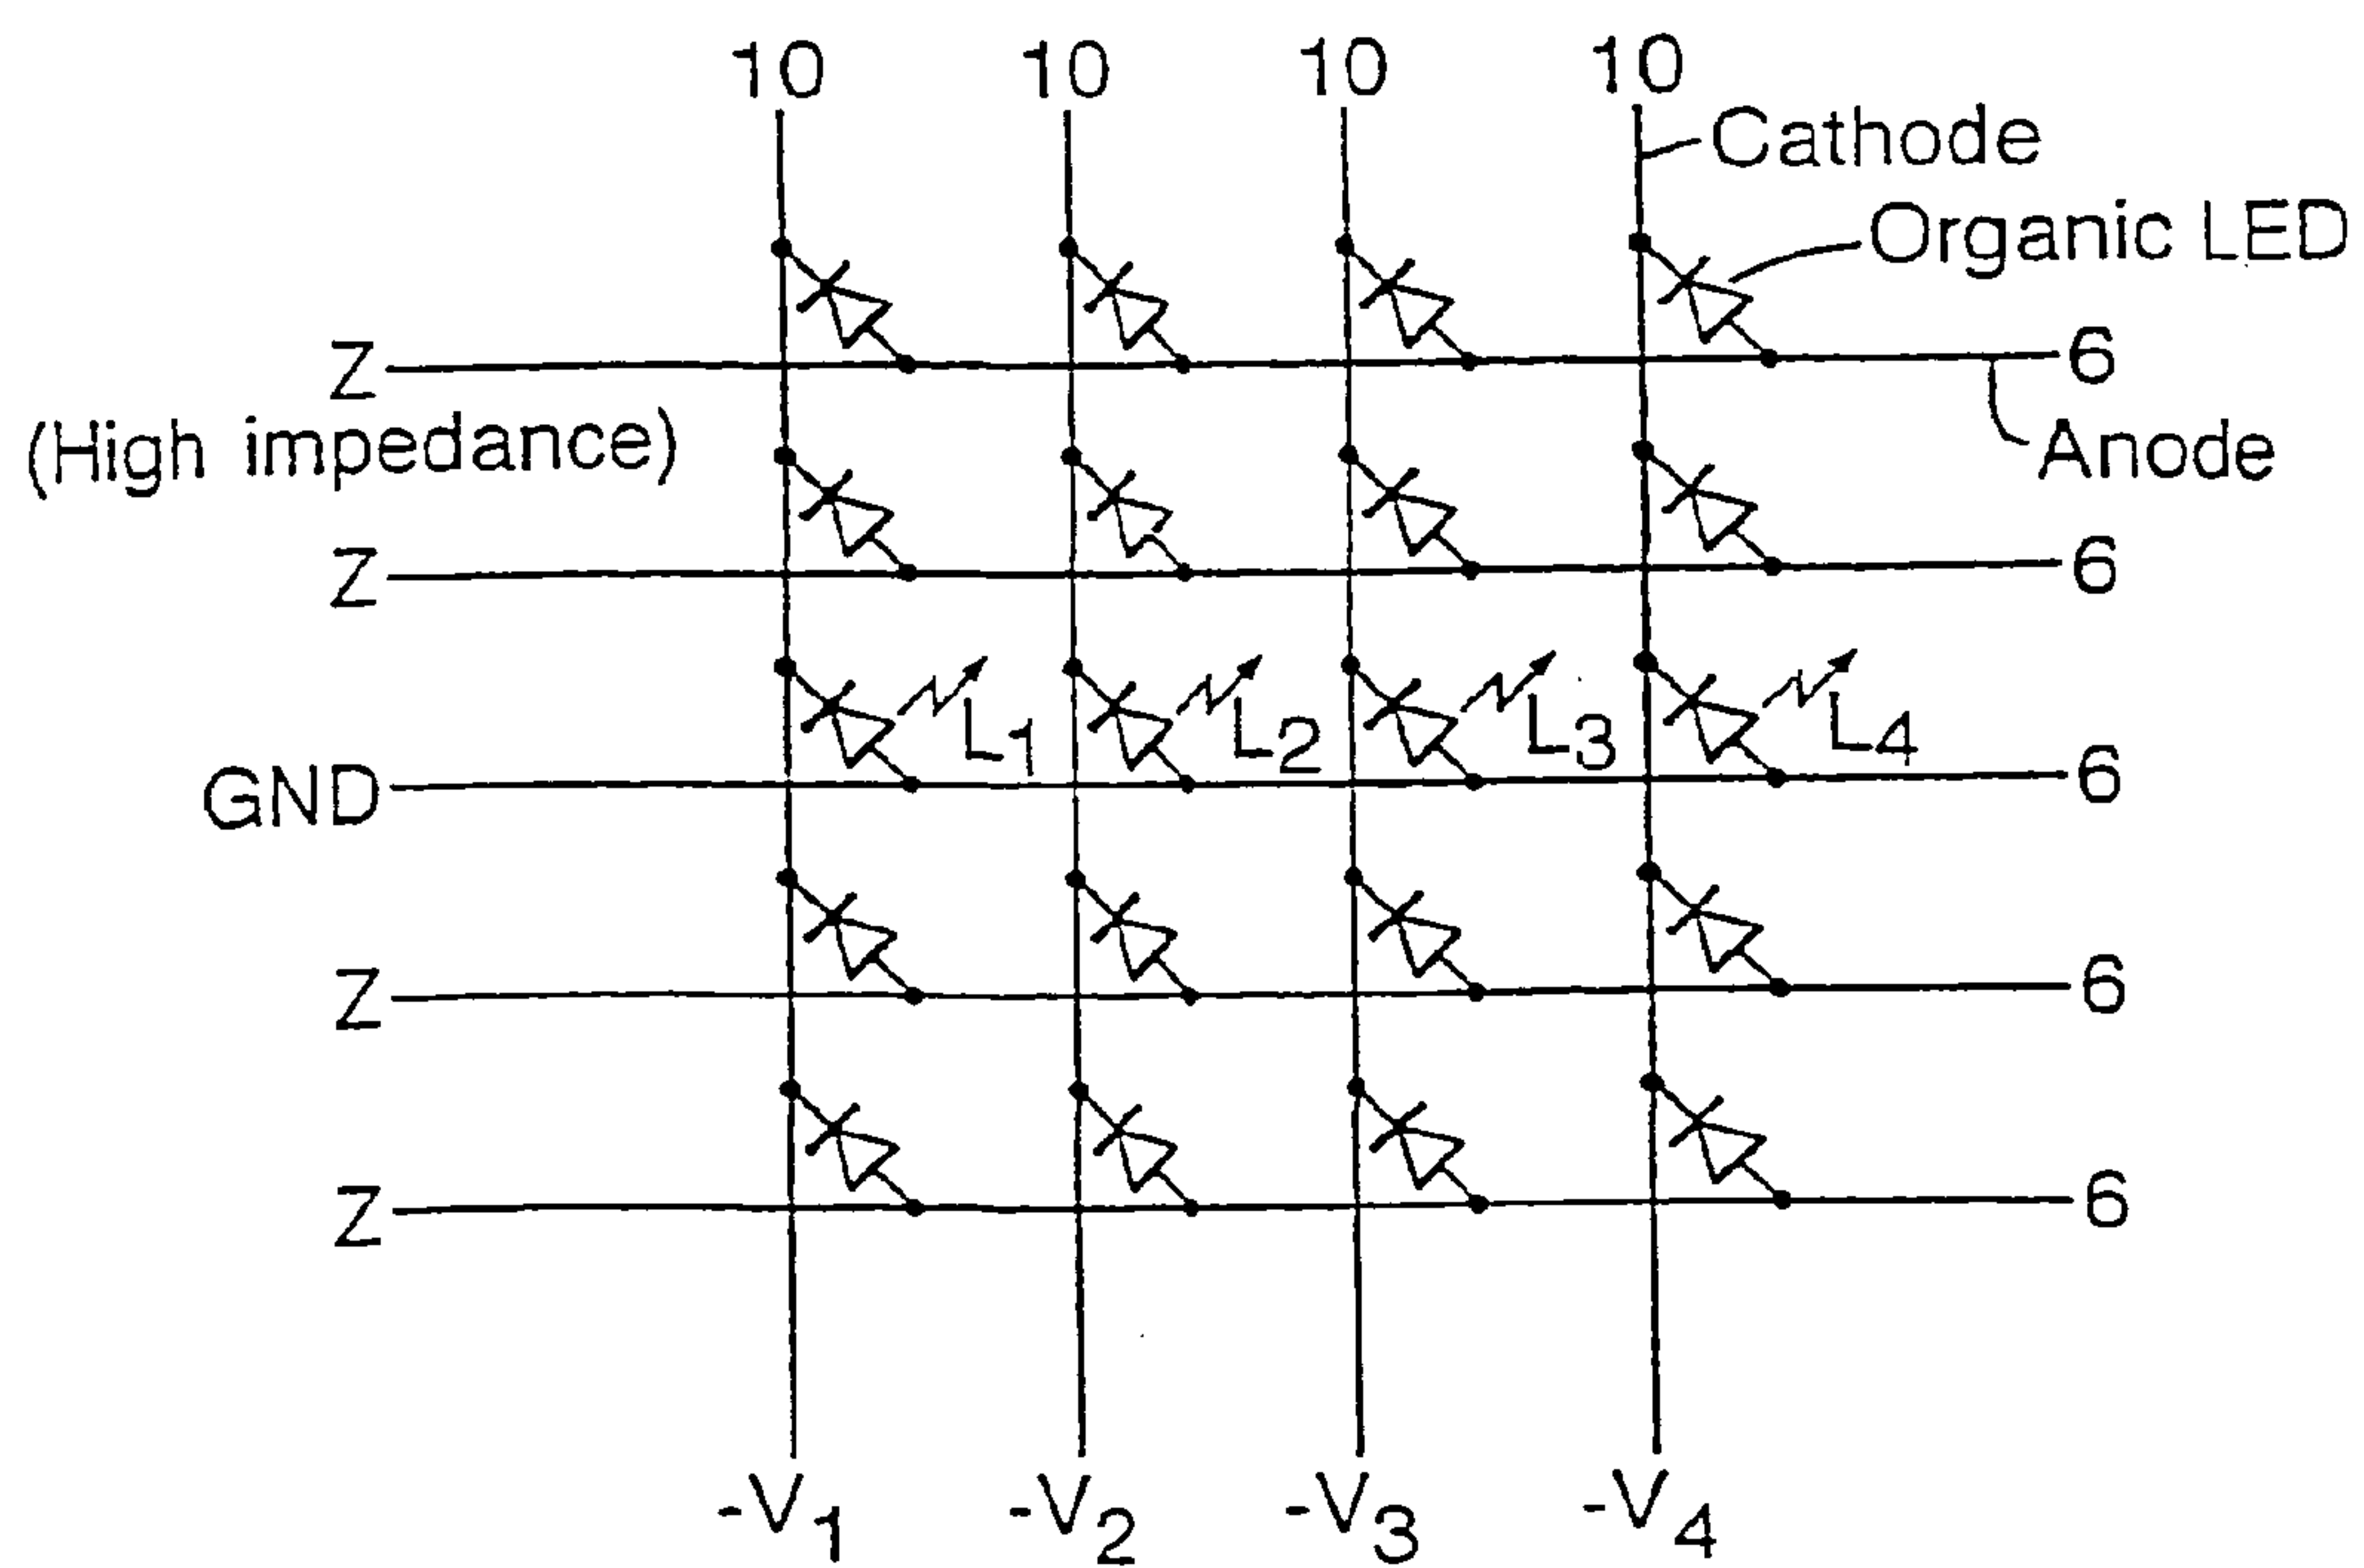 10 10 10 10
Cathode
Organic LED
Z 6
(High impedance)
Anode
Z 6
L1 L2 L3 L4
GND 6
Z 6
Z 6
-V1 -V2 -V3 -V4